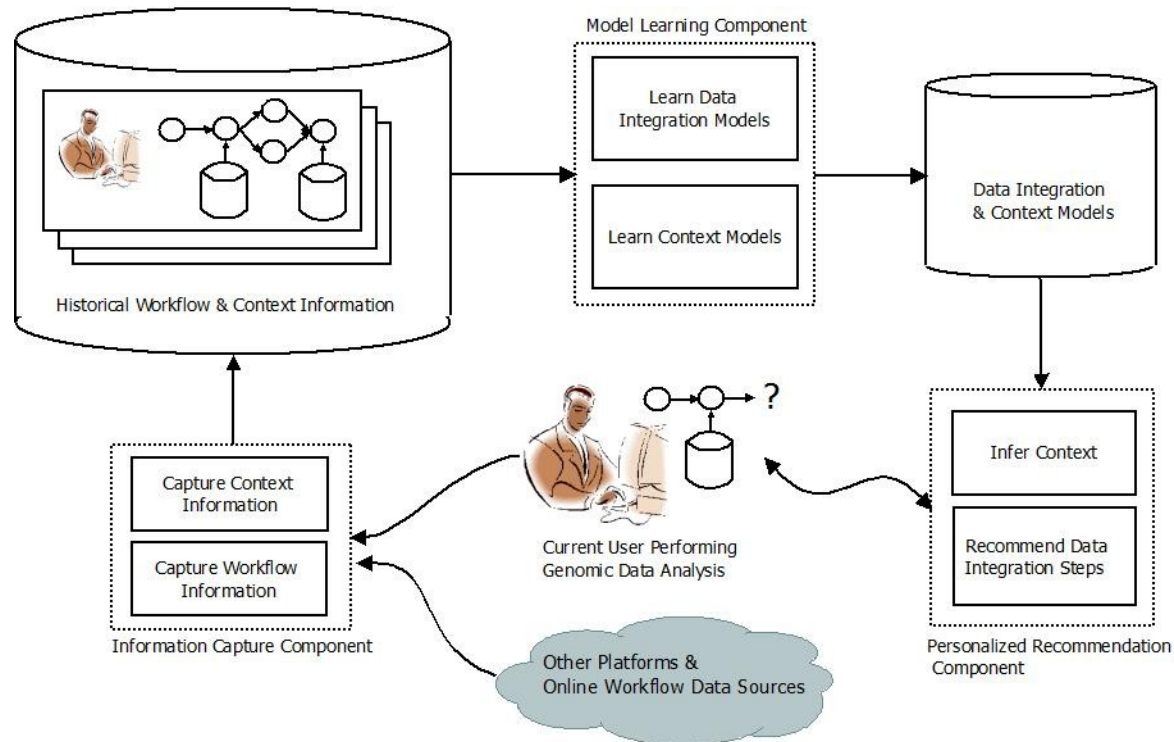 Model Learning Component
Learn Data
Integration Models
Learn Context Models
Historical Workflow & Context Information
Data Integration
& Context Models
Capture Context
Information
Capture Workflow
Information
Information Capture Component
?
Current User Performing
Genomic Data Analysis
Other Platforms &
Online Workflow Data Sources
Infer Context
Recommend Data
Integration Steps
Personalized Recommendation
Component